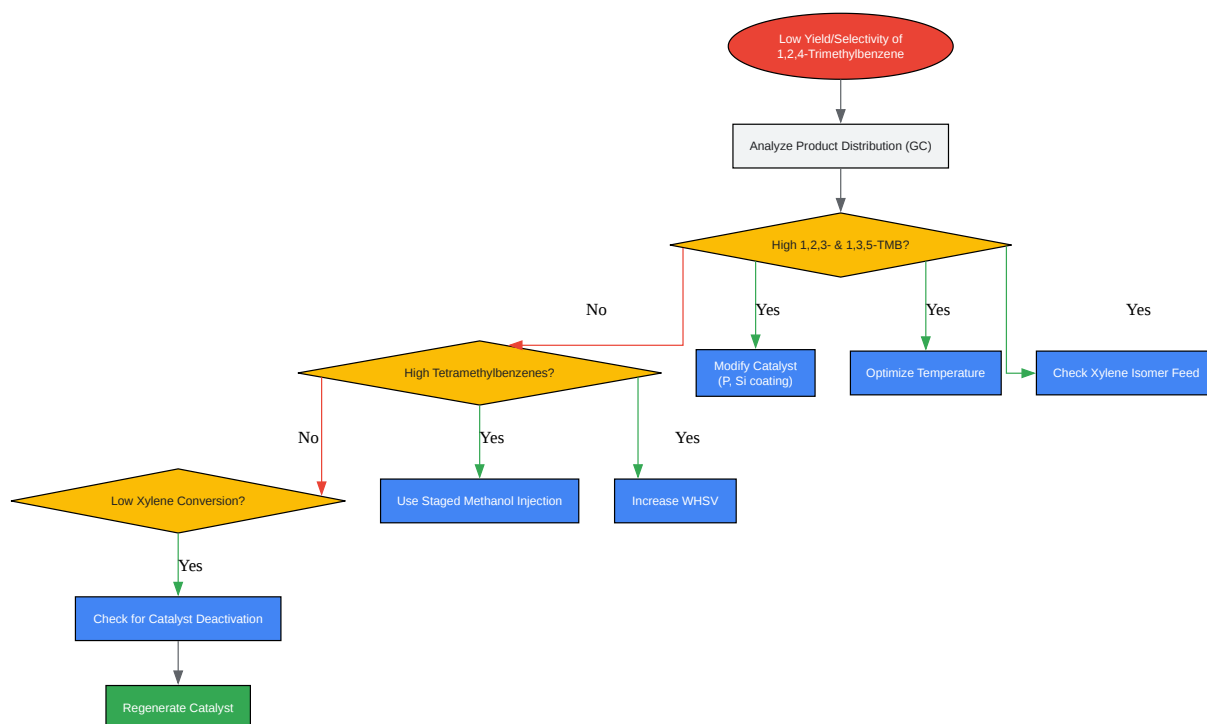 Low Yield/Selectivity of
1,2,4-Trimethylbenzene
Analyze Product Distribution (GC)
High 1,2,3- & 1,3,5-TMB?
No
Yes
Yes
Yes
High Tetramethylbenzenes?
Modify Catalyst
(P, Si coating)
Optimize Temperature
Check Xylene Isomer Feed
No
Yes
Yes
Low Xylene Conversion?
Use Staged Methanol Injection
Increase WHSV
Yes
Check for Catalyst Deactivation
Regenerate Catalyst